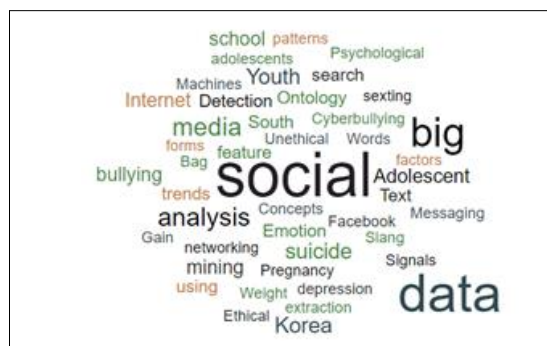 school patterns
adolescents Psychological
Machines Youth search
Internet Detection Ontology sexting
media South Cyberbullying
forms Unethical Words big
Bag feature factors
bullying social Adolescent
trends Text
analysis Concepts Facebook Messaging
Gain networking Emotion Slang
mining suicide Signals
Pregnancy
using Weight depression data
Ethical extraction
Korea